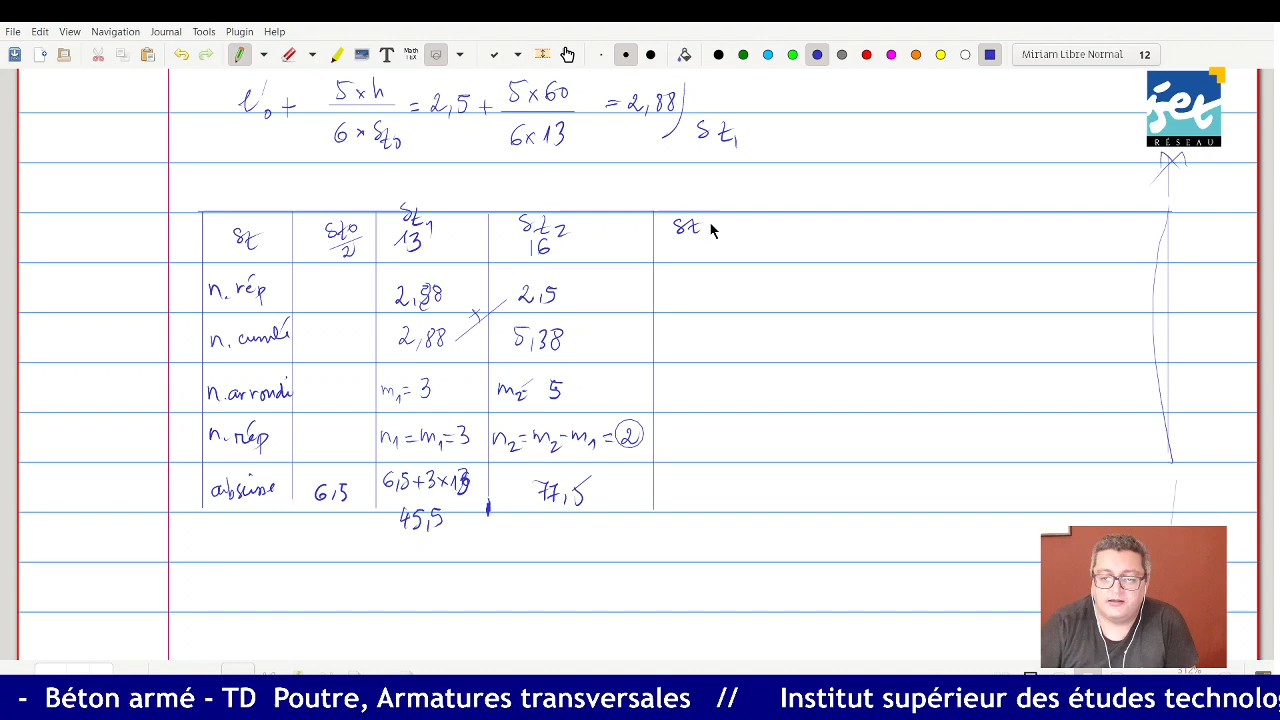 File Edit View Navigation Journal Tools Plugin Help
Miriam Libre Normal 12
l'₀ + 5 x h / 6 x St₀ = 2,5 + 5 x 60 / 6 x 13 = 2,88) St₁
iset
RÉSEAU
St St0/2 St₁ 13 St₂ 16 St
n. rép 2,88 2,5
n. cumulé 2,88 + 5,38
n. arrondi m₁ = 3 m₂ = 5
n. rép n₁ = m₁ = 3 n₂ = m₂ - m₁ = 2
abscisse 6,5 6,5 + 3 x 13 77,5
45,5
- Béton armé - TD Poutre, Armatures transversales // Institut supérieur des études technolo